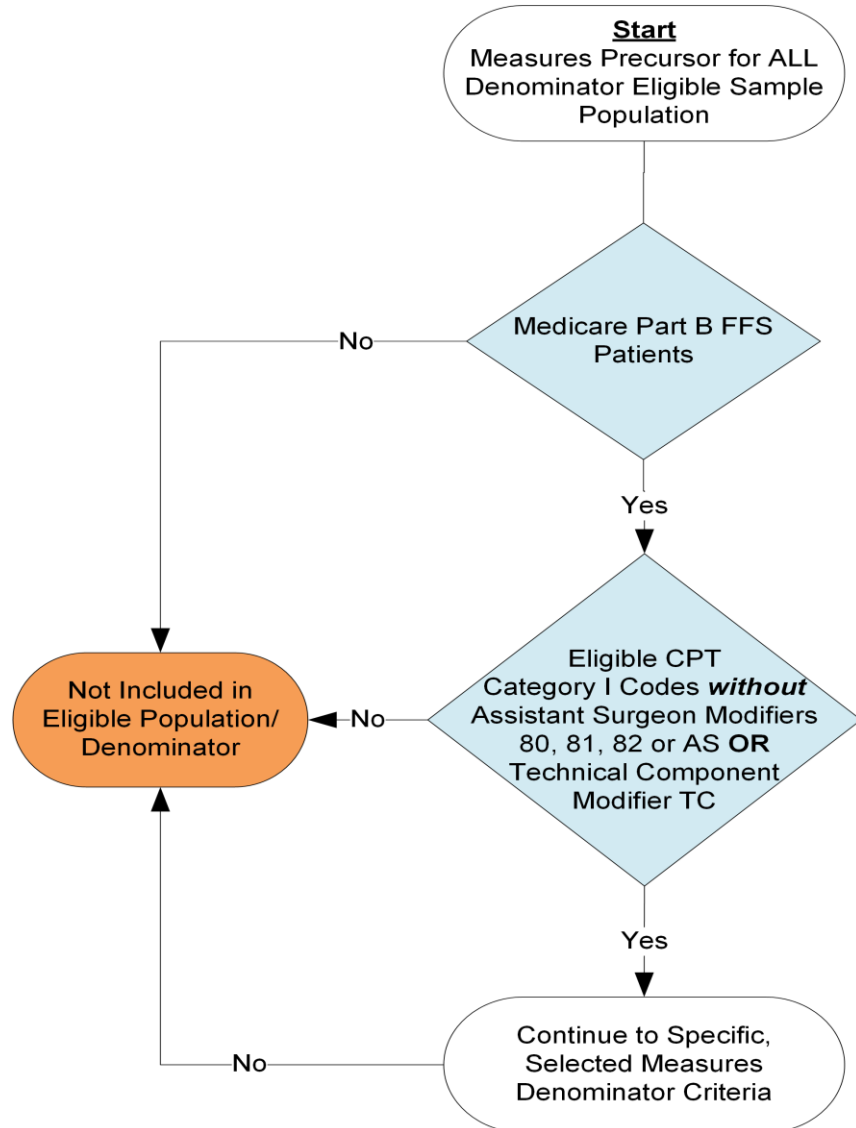 Start
Measures Precursor for ALL
Denominator Eligible Sample
Population
Medicare Part B FFS
Patients
No
Yes
Eligible CPT
Category I Codes without
Assistant Surgeon Modifiers
80, 81, 82 or AS OR
Technical Component
Modifier TC
No
Not Included in
Eligible Population/
Denominator
Yes
Continue to Specific,
Selected Measures
Denominator Criteria
No